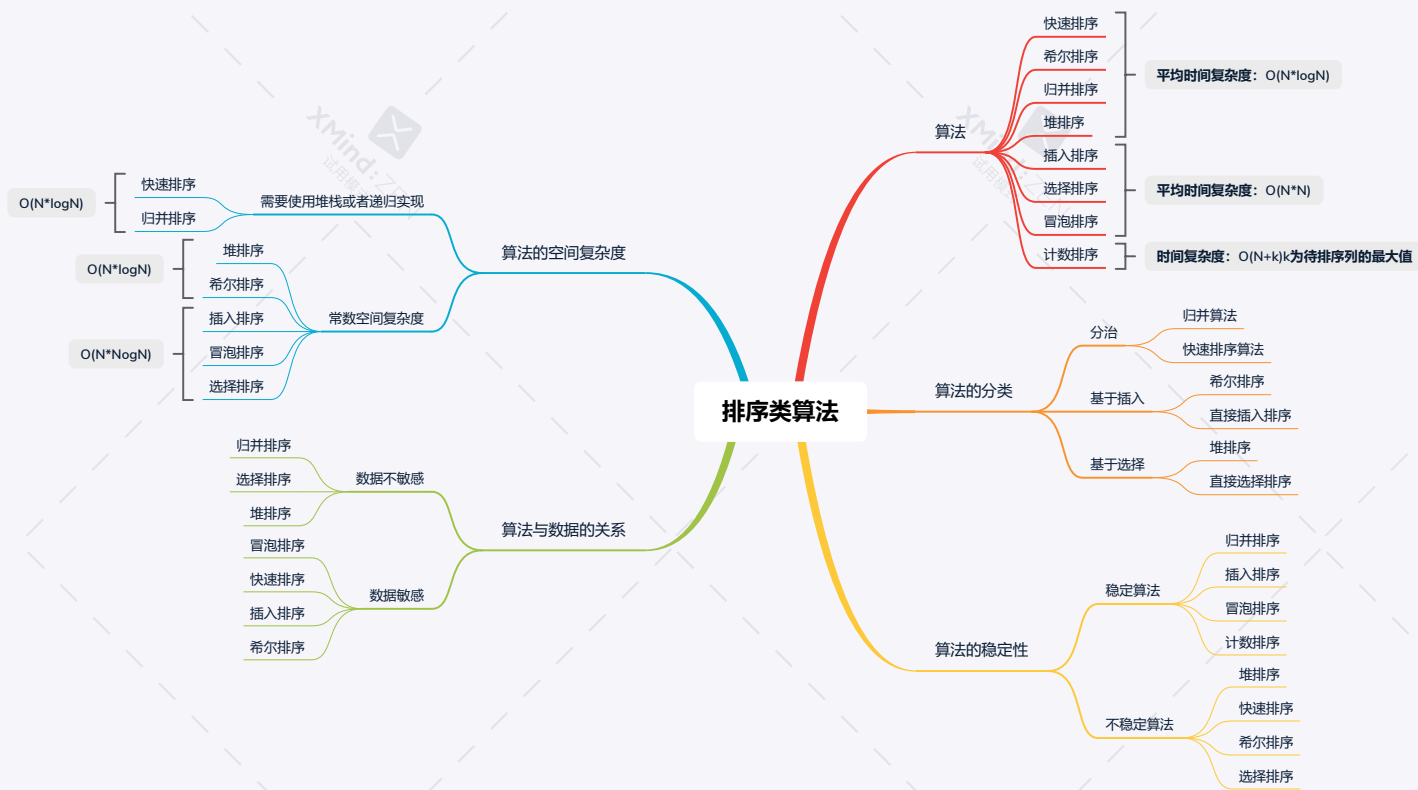 排序类算法
算法
快速排序
希尔排序
归并排序
堆排序
平均时间复杂度：O(N*logN)
插入排序
选择排序
冒泡排序
平均时间复杂度：O(N*N)
计数排序
时间复杂度：O(N+k)k为待排序列的最大值
算法的分类
分治
归并算法
快速排序算法
基于插入
希尔排序
直接插入排序
基于选择
堆排序
直接选择排序
算法的稳定性
稳定算法
归并排序
插入排序
冒泡排序
计数排序
不稳定算法
堆排序
快速排序
希尔排序
选择排序
算法的空间复杂度
需要使用堆栈或者递归实现
快速排序
归并排序
O(N*logN)
常数空间复杂度
堆排序
希尔排序
O(N*logN)
插入排序
冒泡排序
选择排序
O(N*NogN)
算法与数据的关系
数据不敏感
归并排序
选择排序
堆排序
数据敏感
冒泡排序
快速排序
插入排序
希尔排序
XMind:ZEN
试用模式
XMind:ZEN
试用模式